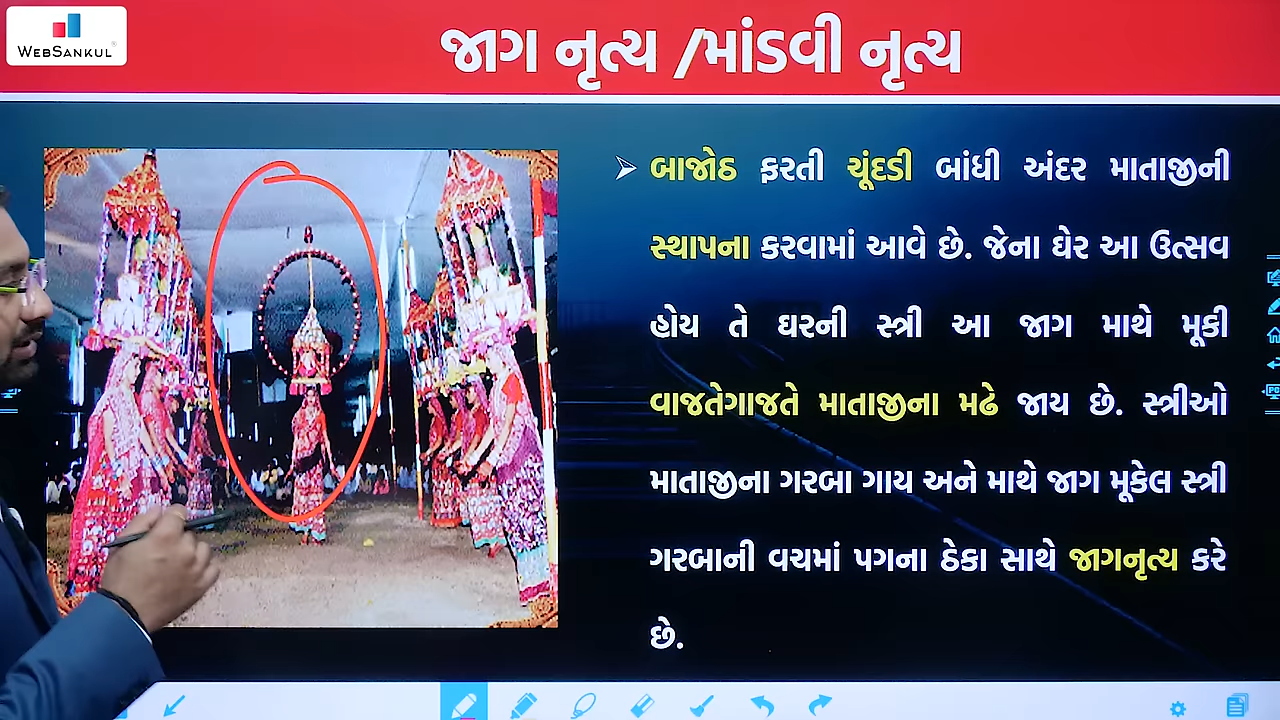 WEBSANKUL
જાગ નૃત્ય /માંડવી નૃત્ય
બાજોઠ ફરતી ચૂંદડી બાંધી અંદર માતાજીની
સ્થાપના કરવામાં આવે છે. જેના ઘેર આ ઉત્સવ
હોય તે ઘરની સ્ત્રી આ જાગ માથે મૂકી
વાજતેગાજતે માતાજીના મઢે જાય છે. સ્ત્રીઓ
માતાજીના ગરબા ગાય અને માથે જાગ મૂકેલ સ્ત્રી
ગરબાની વચમાં પગના ઠેકા સાથે જાગનૃત્ય કરે
છે.